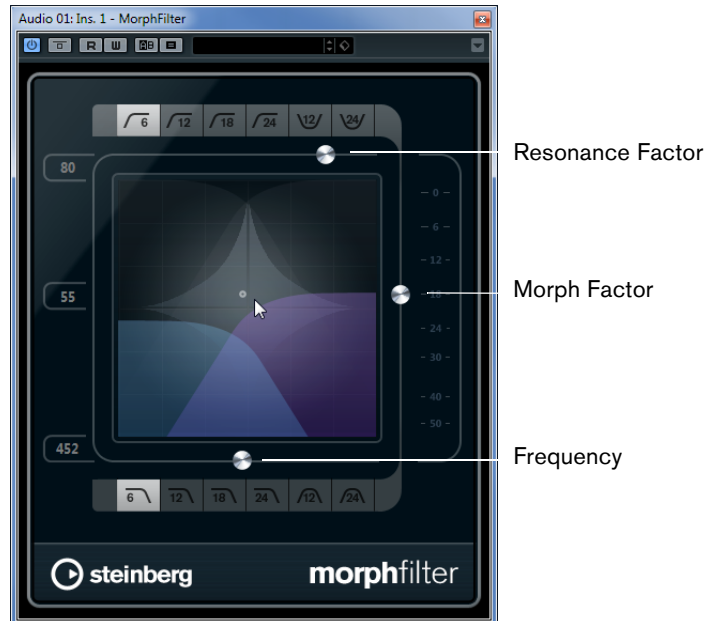 Audio 01: Ins. 1 - MorphFilter
R W AB
6 12 18 24 12 24
Resonance Factor
80
- 0 -
- 6 -
- 12 -
55
- 18 -
Morph Factor
- 24 -
- 30 -
- 40 -
- 50 -
452
Frequency
6 12 18 24 12 24
steinberg
morphfilter